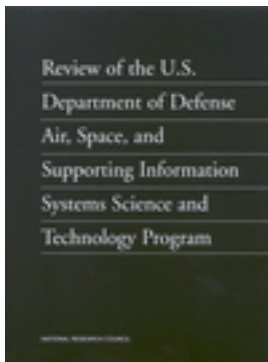 Review of the U.S.
Department of Defense
Air, Space, and
Supporting Information
Systems Science and
Technology Program
NATIONAL RESEARCH COUNCIL